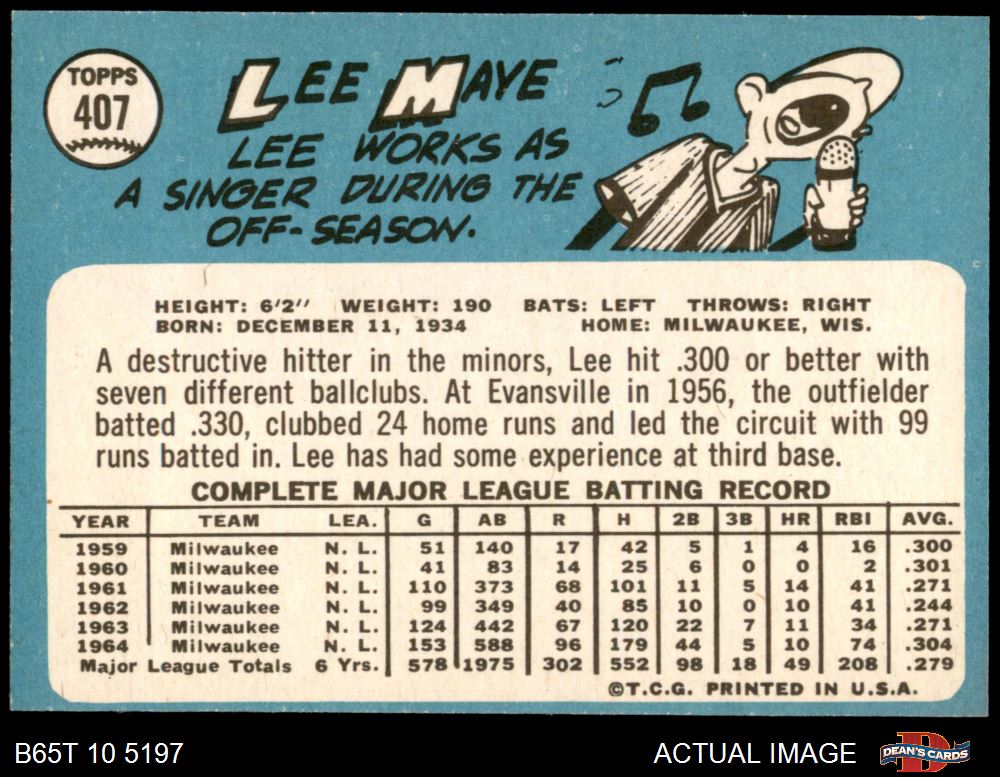 TOPPS
407
LEE MAYE
LEE WORKS AS
A SINGER DURING THE
OFF-SEASON.
HEIGHT: 6'2" WEIGHT: 190 BATS: LEFT THROWS: RIGHT
BORN: DECEMBER 11, 1934 HOME: MILWAUKEE, WIS.
A destructive hitter in the minors, Lee hit .300 or better with
seven different ballclubs. At Evansville in 1956, the outfielder
batted .330, clubbed 24 home runs and led the circuit with 99
runs batted in. Lee has had some experience at third base.
COMPLETE MAJOR LEAGUE BATTING RECORD
YEAR TEAM LEA. G AB R H 2B 3B HR RBI AVG.
1959 Milwaukee N. L. 51 140 17 42 5 1 4 16 .300
1960 Milwaukee N. L. 41 83 14 25 6 0 0 2 .301
1961 Milwaukee N. L. 110 373 68 101 11 5 14 41 .271
1962 Milwaukee N. L. 99 349 40 85 10 0 10 41 .244
1963 Milwaukee N. L. 124 442 67 120 22 7 11 34 .271
1964 Milwaukee N. L. 153 588 96 179 44 5 10 74 .304
Major League Totals 6 Yrs. 578 1975 302 552 98 18 49 208 .279
©T.C.G. PRINTED IN U.S.A.
B65T 10 5197 ACTUAL IMAGE D DEAN'S CARDS